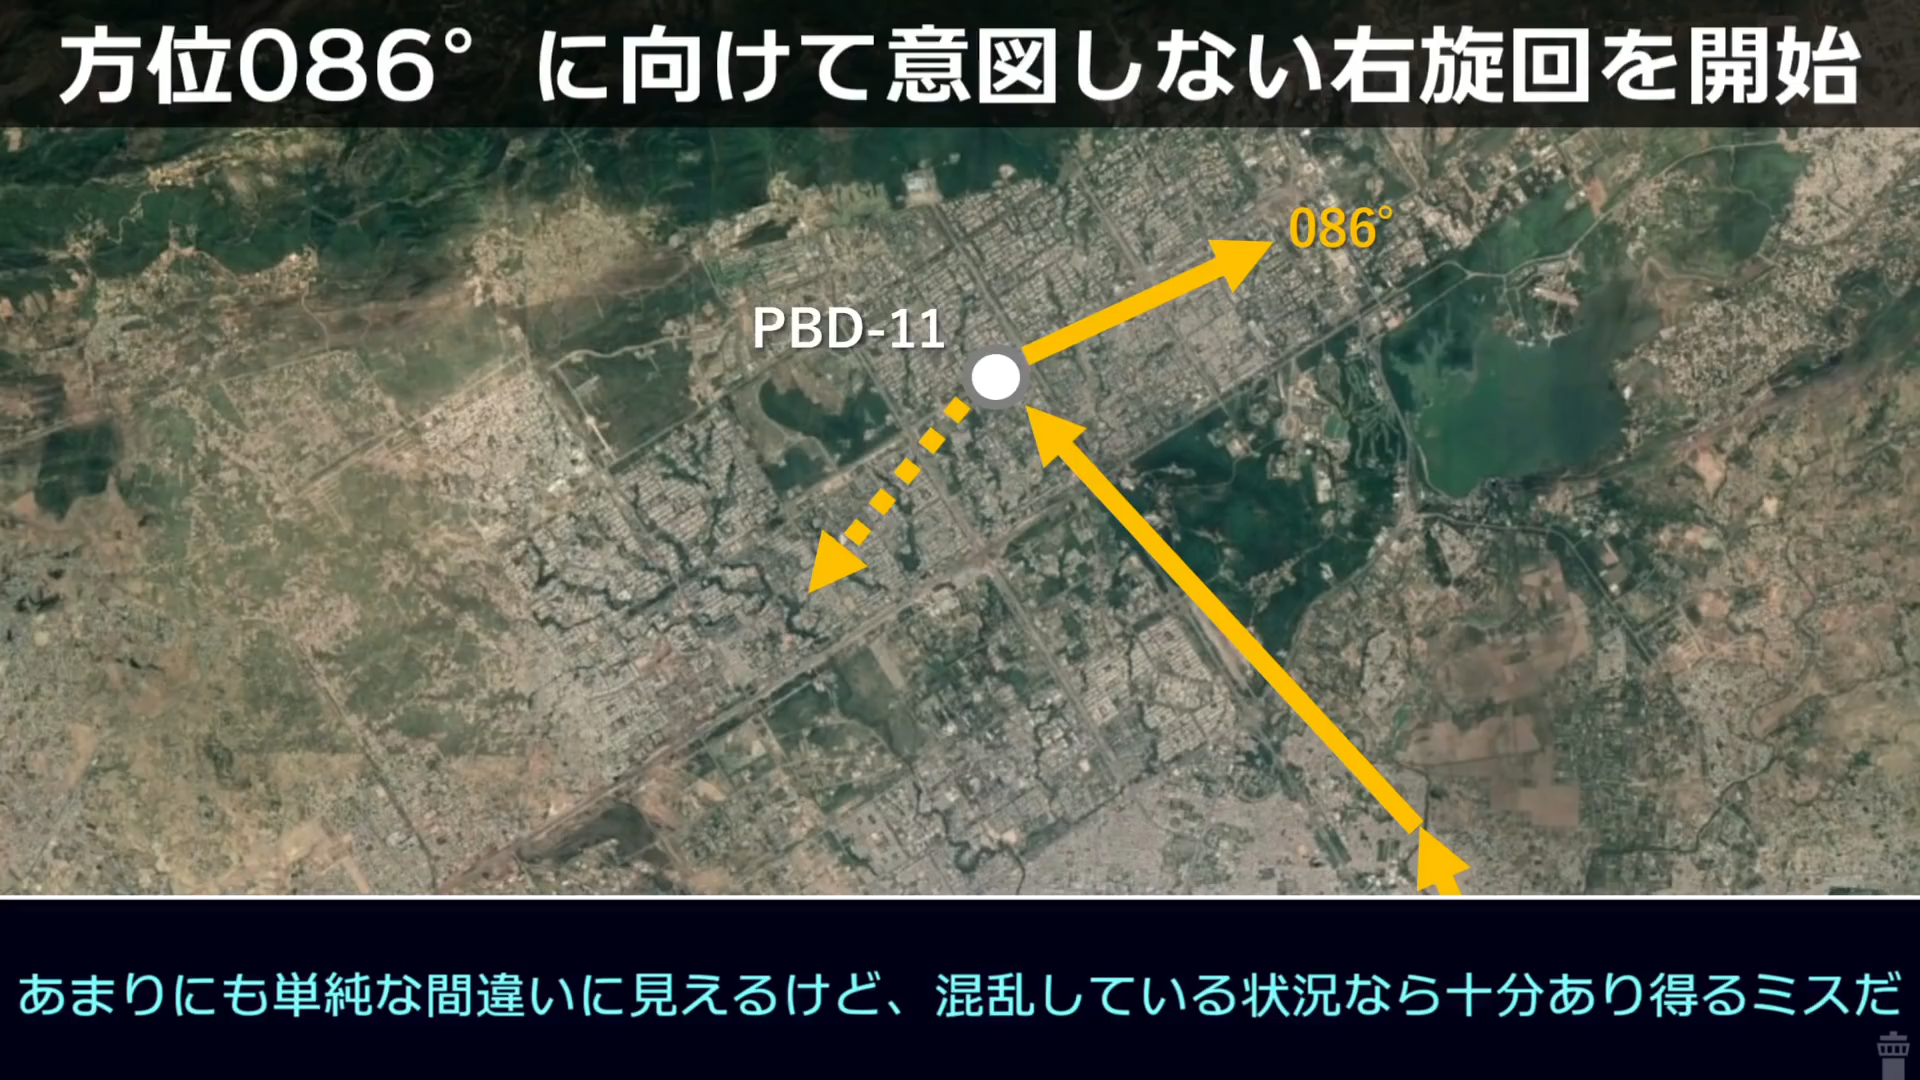 方位086°に向けて意図しない右旋回を開始
086°
PBD-11
あまりにも単純な間違いに見えるけど、混乱している状況なら十分あり得るミスだ